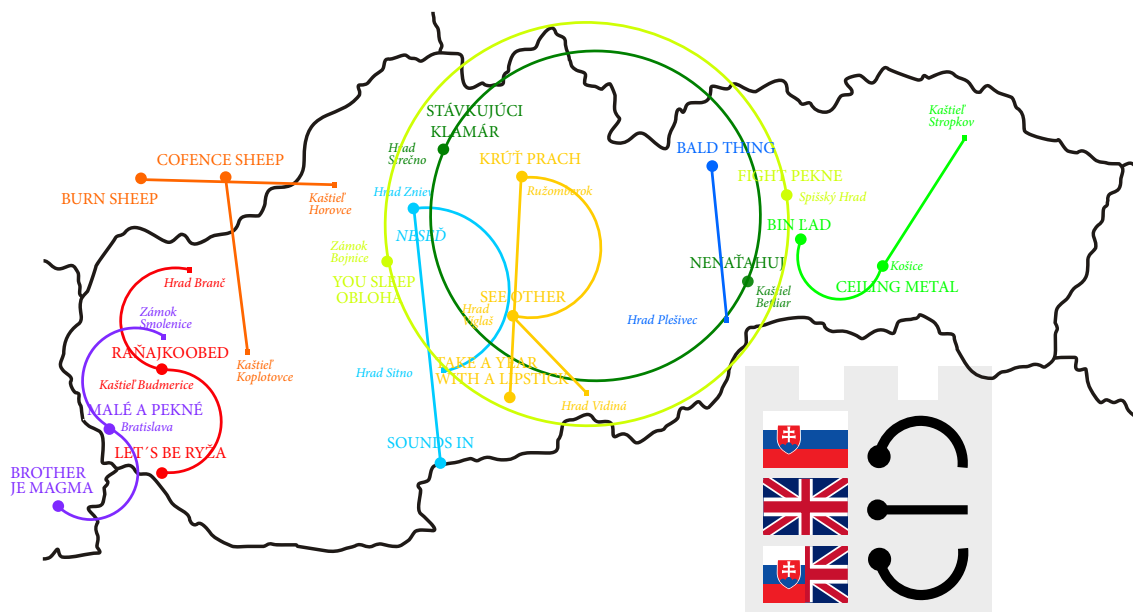 STÁVKUJÚCI
KLAMÁR
Kaštieľ
Stropkov
Hrad
Strečno
KRÚŤ PRACH
BALD THING
COFENCE SHEEP
BURN SHEEP
Kaštieľ
Horovce
Hrad Zniev
Ružomberok
FIGHT PEKNE
Spišský Hrad
NESEĎ
BIN ĽAD
Zámok
Bojnice
YOU SLEEP
OBLOHA
NENAŤAHUJ
Košice
Hrad Branč
CEILING METAL
SEE OTHER
Kaštieľ
Betliar
Hrad
Vígľaš
Zámok
Smolenice
Hrad Plešivec
RAŇAJKOOBED
Kaštieľ
Koplotovce
TAKE A YEAR
WITH A LIPSTICK
Hrad Sitno
Kaštieľ Budmerice
Hrad Vidiná
MALÉ A PEKNÉ
Bratislava
SOUNDS IN
LET´S BE RYŽA
BROTHER
JE MAGMA